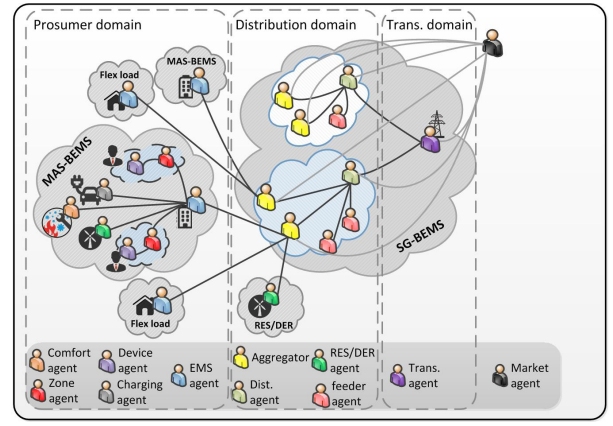 Prosumer domain
Distribution domain
Trans. domain
MAS-BEMS
Flex load
MAS-BEMS
SG-BEMS
Flex load
RES/DER
Comfort agent
Device agent
EMS agent
Zone agent
Charging agent
Aggregator
RES/DER agent
Dist. agent
feeder agent
Trans. agent
Market agent